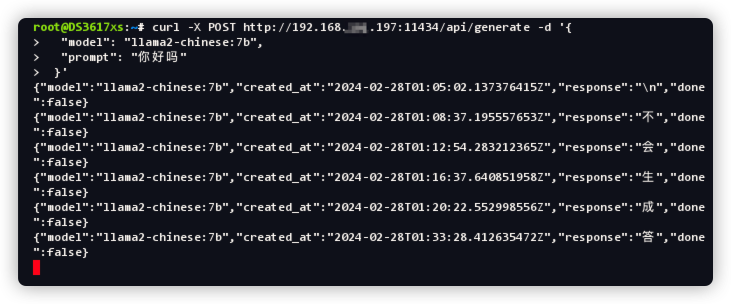 root@DS3617xs:~# curl -X POST http://192.168. .197:11434/api/generate -d '{
>   "model": "llama2-chinese:7b",
>   "prompt": "你好吗"
>  }'
{"model":"llama2-chinese:7b","created_at":"2024-02-28T01:05:02.137376415Z","response":"\n","done
":false}
{"model":"llama2-chinese:7b","created_at":"2024-02-28T01:08:37.195557653Z","response":"不","done
":false}
{"model":"llama2-chinese:7b","created_at":"2024-02-28T01:12:54.283212365Z","response":"会","done
":false}
{"model":"llama2-chinese:7b","created_at":"2024-02-28T01:16:37.640851958Z","response":"生","done
":false}
{"model":"llama2-chinese:7b","created_at":"2024-02-28T01:20:22.552998556Z","response":"成","done
":false}
{"model":"llama2-chinese:7b","created_at":"2024-02-28T01:33:28.412635472Z","response":"答","done
":false}